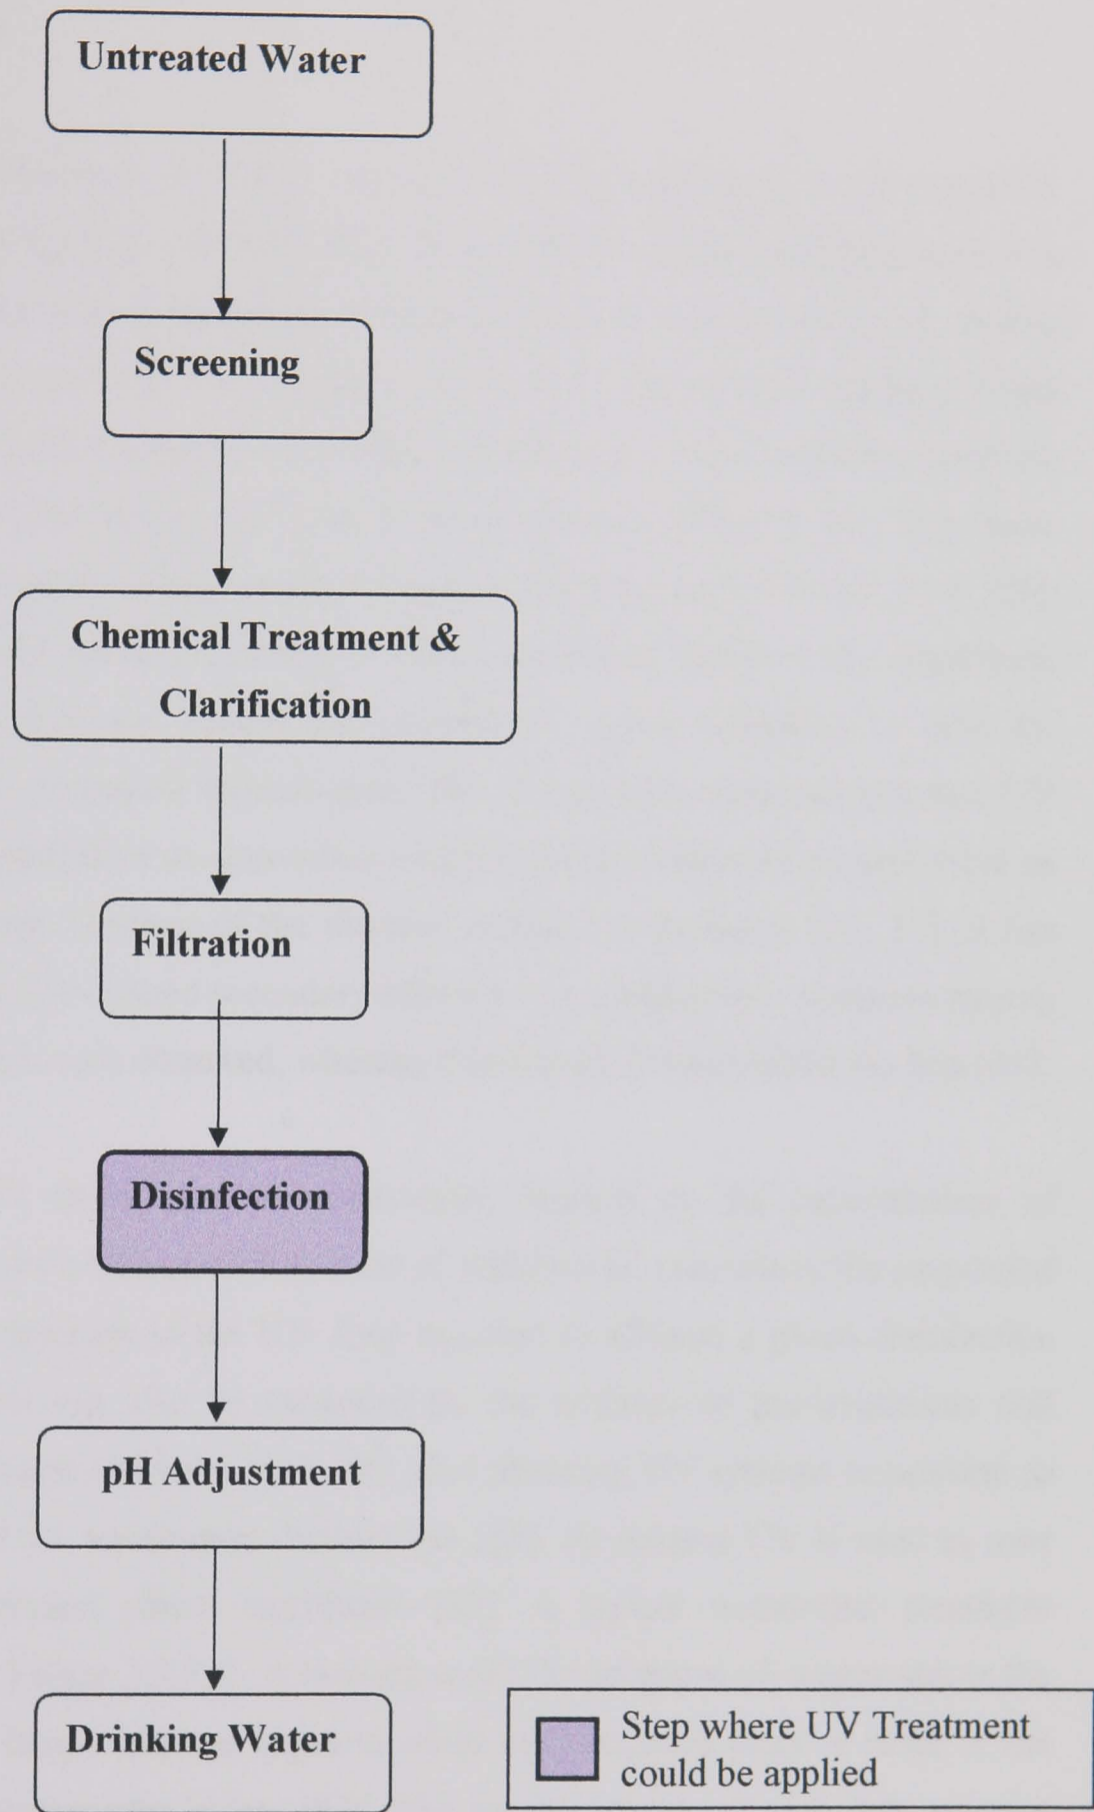 Untreated Water
Screening
Chemical Treatment &
Clarification
Filtration
Disinfection
pH Adjustment
Drinking Water
Step where UV Treatment
could be applied